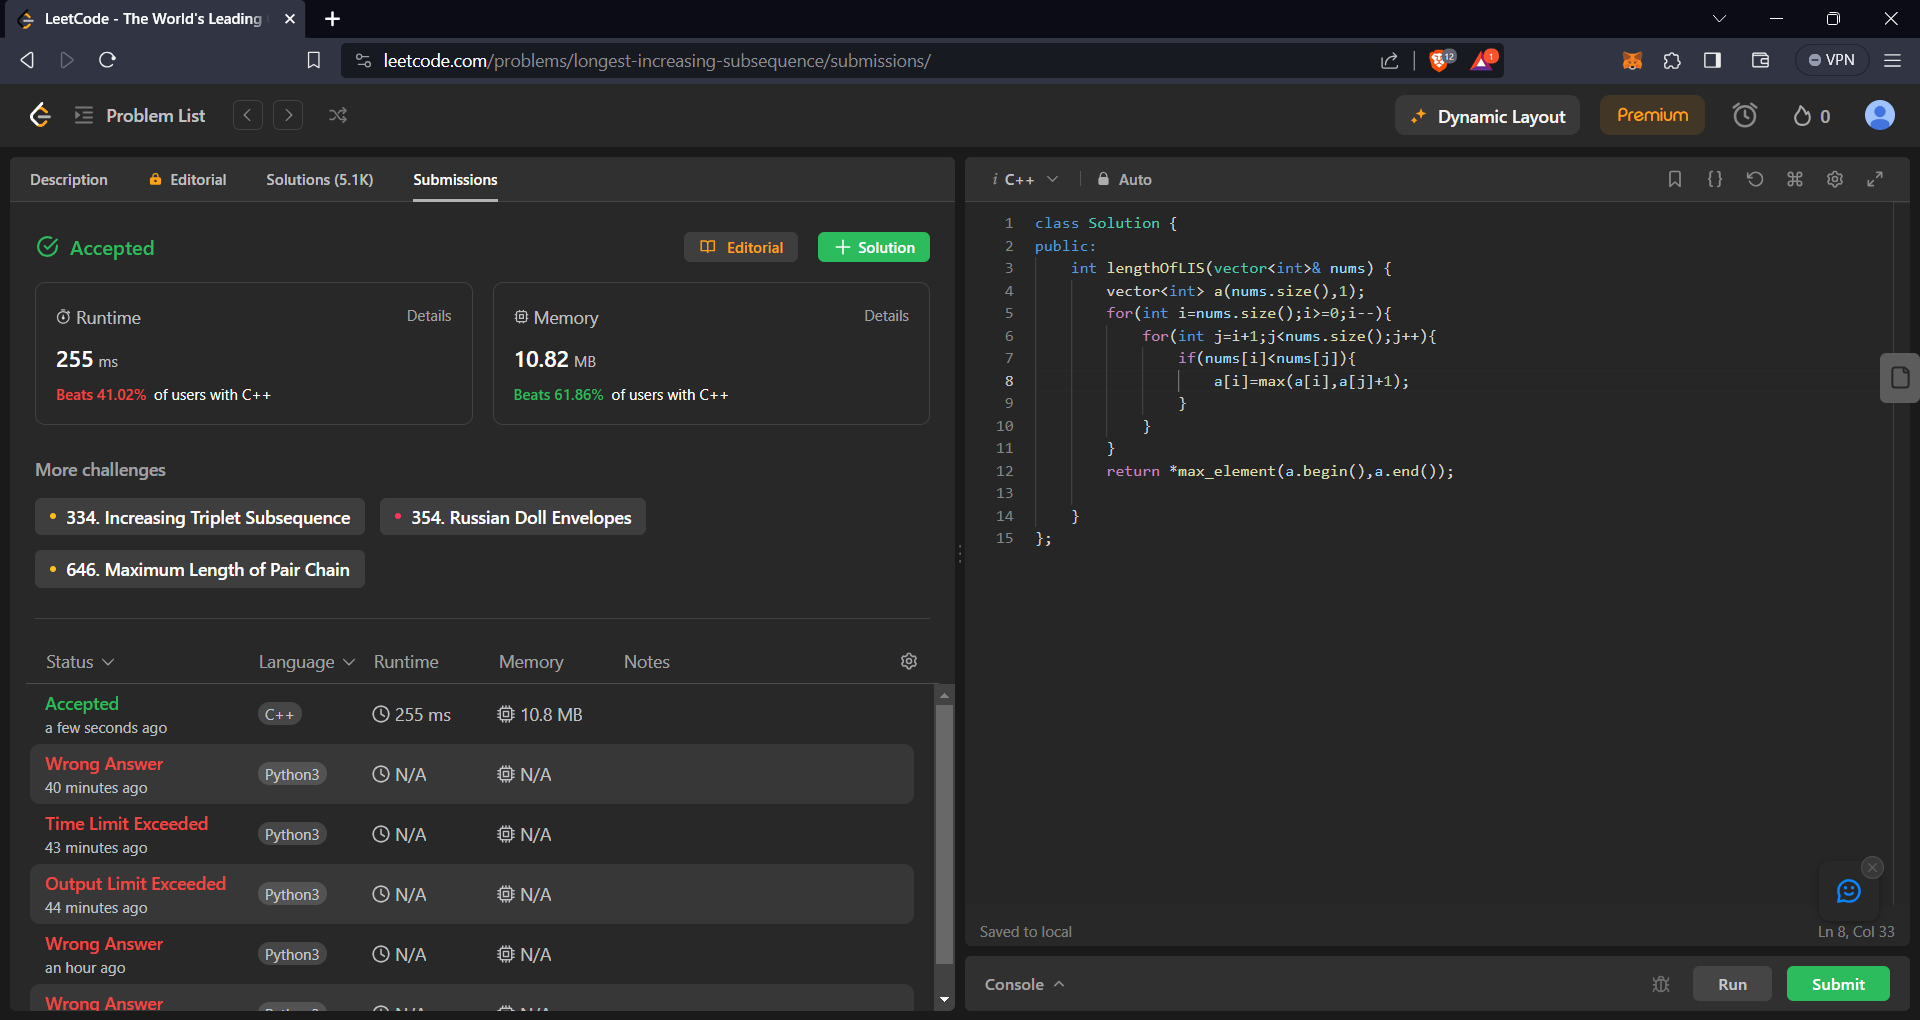 LeetCode - The World's Leading
leetcode.com/problems/longest-increasing-subsequence/submissions/
12
1
VPN
Problem List
Dynamic Layout
Premium
0
Description
Editorial
Solutions (5.1K)
Submissions
Accepted
Editorial
Solution
Runtime
Details
255 ms
Beats 41.02% of users with C++
Memory
Details
10.82 MB
Beats 61.86% of users with C++
More challenges
334. Increasing Triplet Subsequence
354. Russian Doll Envelopes
646. Maximum Length of Pair Chain
Status Language Runtime Memory Notes
Accepted
a few seconds ago
C++ 255 ms 10.8 MB
Wrong Answer
40 minutes ago
Python3 N/A N/A
Time Limit Exceeded
43 minutes ago
Python3 N/A N/A
Output Limit Exceeded
44 minutes ago
Python3 N/A N/A
Wrong Answer
an hour ago
Python3 N/A N/A
Wrong Answer
i C++
Auto
1 class Solution {
2 public:
3 int lengthOfLIS(vector<int>& nums) {
4 vector<int> a(nums.size(),1);
5 for(int i=nums.size();i>=0;i--){
6 for(int j=i+1;j<nums.size();j++){
7 if(nums[i]<nums[j]){
8 a[i]=max(a[i],a[j]+1);
9 }
10 }
11 }
12 return *max_element(a.begin(),a.end());
13
14 }
15 };
Saved to local
Ln 8, Col 33
Console
Run
Submit